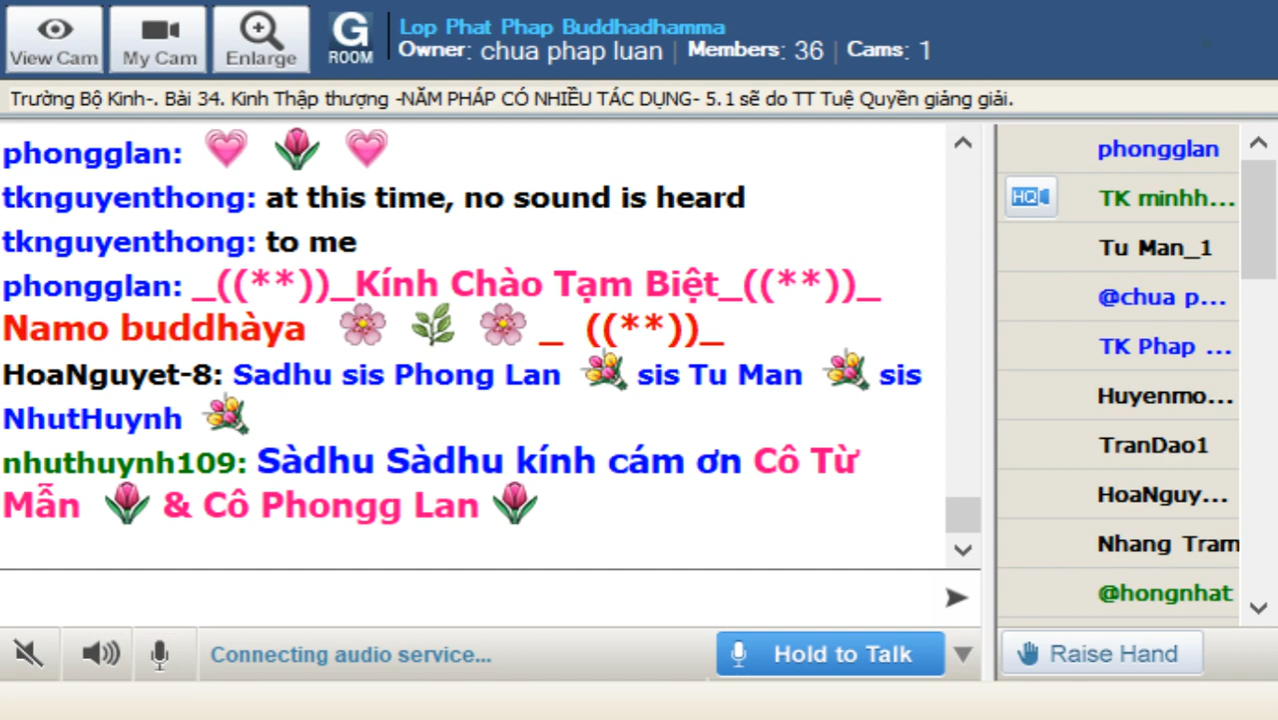 View Cam
My Cam
Enlarge
G
ROOM
Lop Phat Phap Buddhadhamma
Owner: chua phap luan | Members: 36 | Cams: 1
Trường Bộ Kinh-. Bài 34. Kinh Thập thượng -NĂM PHÁP CÓ NHIỀU TÁC DỤNG- 5.1 sẽ do TT Tuệ Quyền giảng giải.
phongglan:
tknguyenthong: at this time, no sound is heard
tknguyenthong: to me
phongglan: _((**))_Kính Chào Tạm Biệt_((**))_
Namo buddhàya _ ((**))_
HoaNguyet-8: Sadhu sis Phong Lan sis Tu Man sis
NhutHuynh
nhuthuynh109: Sàdhu Sàdhu kính cám ơn Cô Từ
Mẫn & Cô Phongg Lan
phongglan
HQ
TK minhh...
Tu Man_1
@chua p...
TK Phap ...
Huyenmo...
TranDao1
HoaNguy...
Nhang Tram
@hongnhat
Connecting audio service...
Hold to Talk
Raise Hand